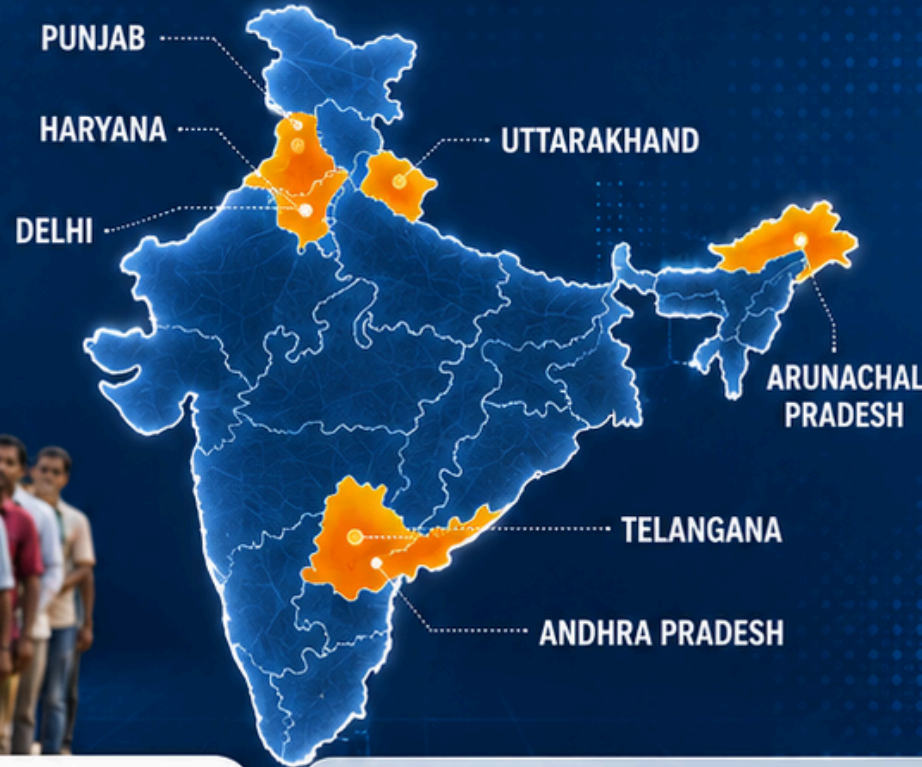 PUNJAB
HARYANA
UTTARAKHAND
DELHI
ARUNACHAL
PRADESH
TELANGANA
ANDHRA PRADESH